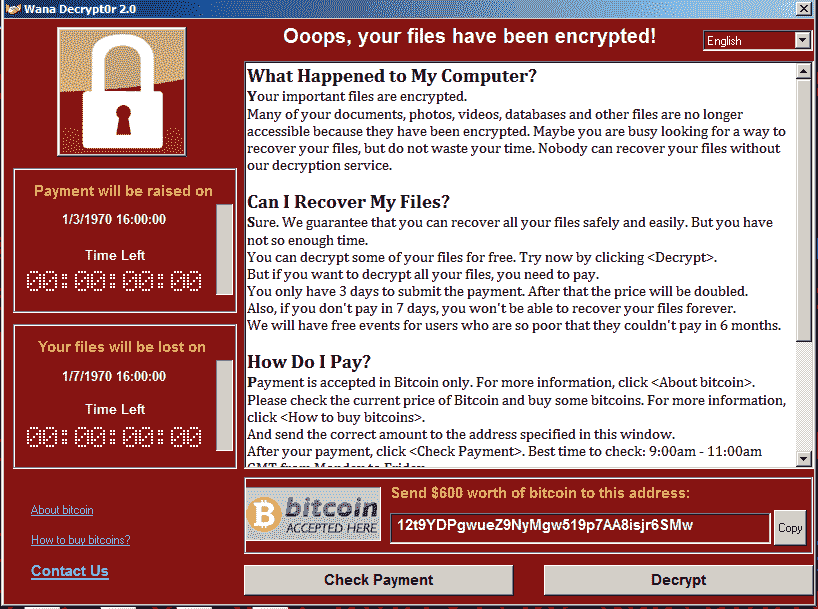 Wana Decrypt0r 2.0
Ooops, your files have been encrypted!
English
Payment will be raised on
1/3/1970 16:00:00
Time Left
00:00:00:00
Your files will be lost on
1/7/1970 16:00:00
Time Left
00:00:00:00
About bitcoin
How to buy bitcoins?
Contact Us
What Happened to My Computer?
Your important files are encrypted.
Many of your documents, photos, videos, databases and other files are no longer
accessible because they have been encrypted. Maybe you are busy looking for a way to
recover your files, but do not waste your time. Nobody can recover your files without
our decryption service.
Can I Recover My Files?
Sure. We guarantee that you can recover all your files safely and easily. But you have
not so enough time.
You can decrypt some of your files for free. Try now by clicking <Decrypt>.
But if you want to decrypt all your files, you need to pay.
You only have 3 days to submit the payment. After that the price will be doubled.
Also, if you don't pay in 7 days, you won't be able to recover your files forever.
We will have free events for users who are so poor that they couldn't pay in 6 months.
How Do I Pay?
Payment is accepted in Bitcoin only. For more information, click <About bitcoin>.
Please check the current price of Bitcoin and buy some bitcoins. For more information,
click <How to buy bitcoins>.
And send the correct amount to the address specified in this window.
After your payment, click <Check Payment>. Best time to check: 9:00am - 11:00am
GMT from Monday to Friday.
bitcoin
ACCEPTED HERE
Send $600 worth of bitcoin to this address:
12t9YDPgwueZ9NyMgw519p7AA8isjr6SMw
Copy
Check Payment
Decrypt